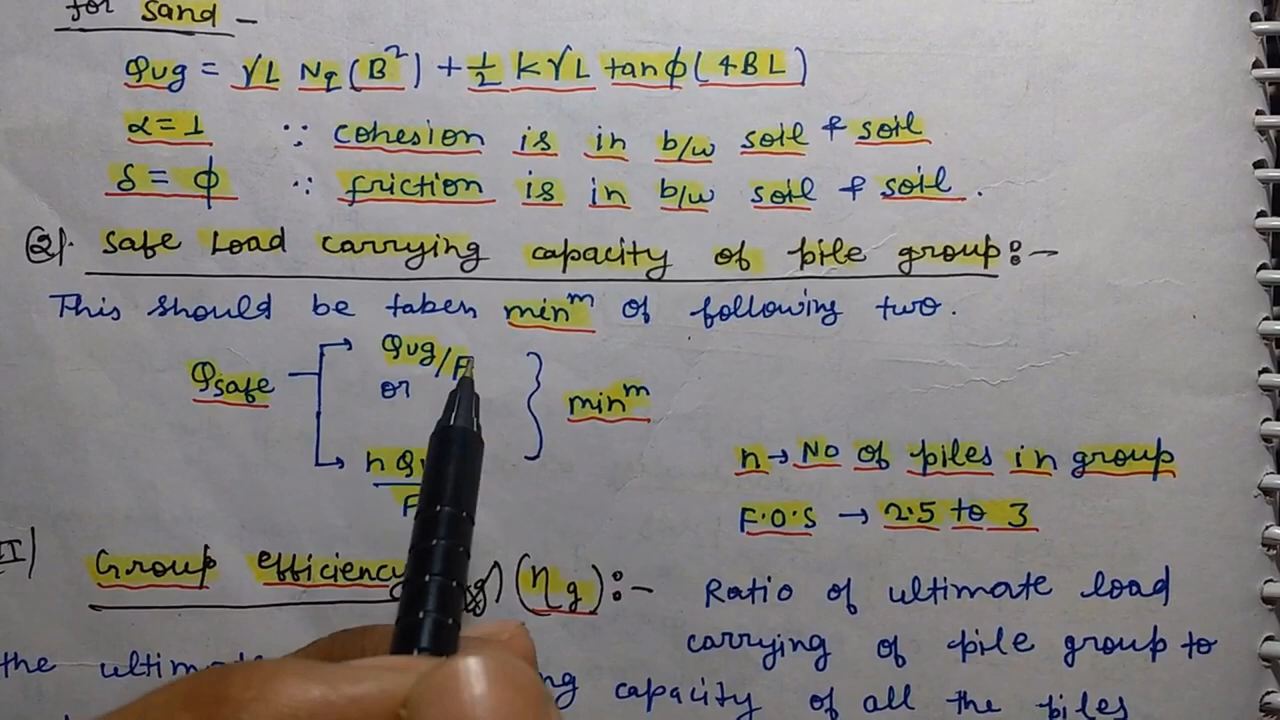 for sand -
Qug = γL Nq (B²) + 1/2 KγL tanφ (4BL)
α = 1 ∵ cohesion is in b/w soil & soil
δ = φ ∵ friction is in b/w soil & soil.
(2). Safe Load carrying capacity of pile group :-
This should be taken minᵐ of following two.
Qsafe → Qug/F
or
minᵐ
n → No of piles in group
F.O.S → 2.5 to 3
Group efficiency (ηg) :- Ratio of ultimate load
carrying of pile group to
the
capacity of all the piles